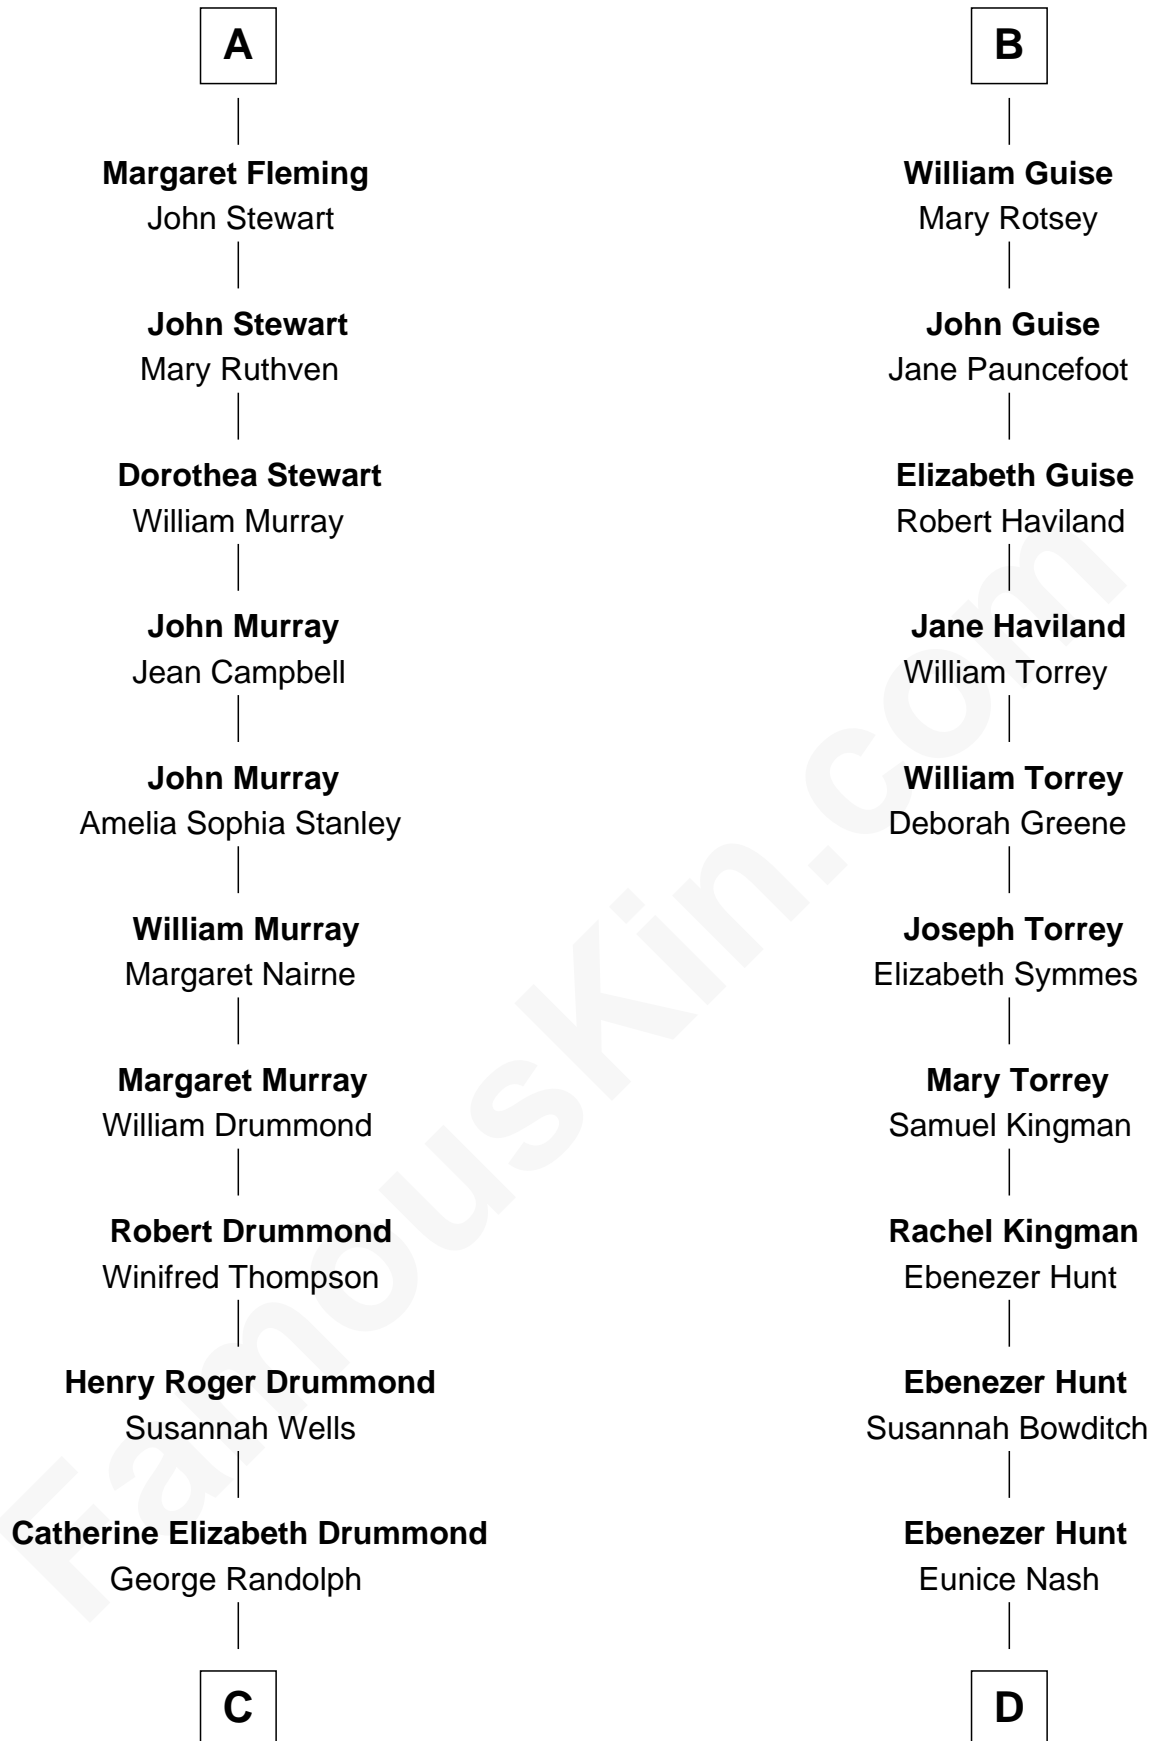 A
Margaret Fleming
John Stewart
John Stewart
Mary Ruthven
Dorothea Stewart
William Murray
John Murray
Jean Campbell
John Murray
Amelia Sophia Stanley
William Murray
Margaret Nairne
Margaret Murray
William Drummond
Robert Drummond
Winifred Thompson
Henry Roger Drummond
Susannah Wells
Catherine Elizabeth Drummond
George Randolph
C
B
William Guise
Mary Rotsey
John Guise
Jane Pauncefoot
Elizabeth Guise
Robert Haviland
Jane Haviland
William Torrey
William Torrey
Deborah Greene
Joseph Torrey
Elizabeth Symmes
Mary Torrey
Samuel Kingman
Rachel Kingman
Ebenezer Hunt
Ebenezer Hunt
Susannah Bowditch
Ebenezer Hunt
Eunice Nash
D
FamousKin.com